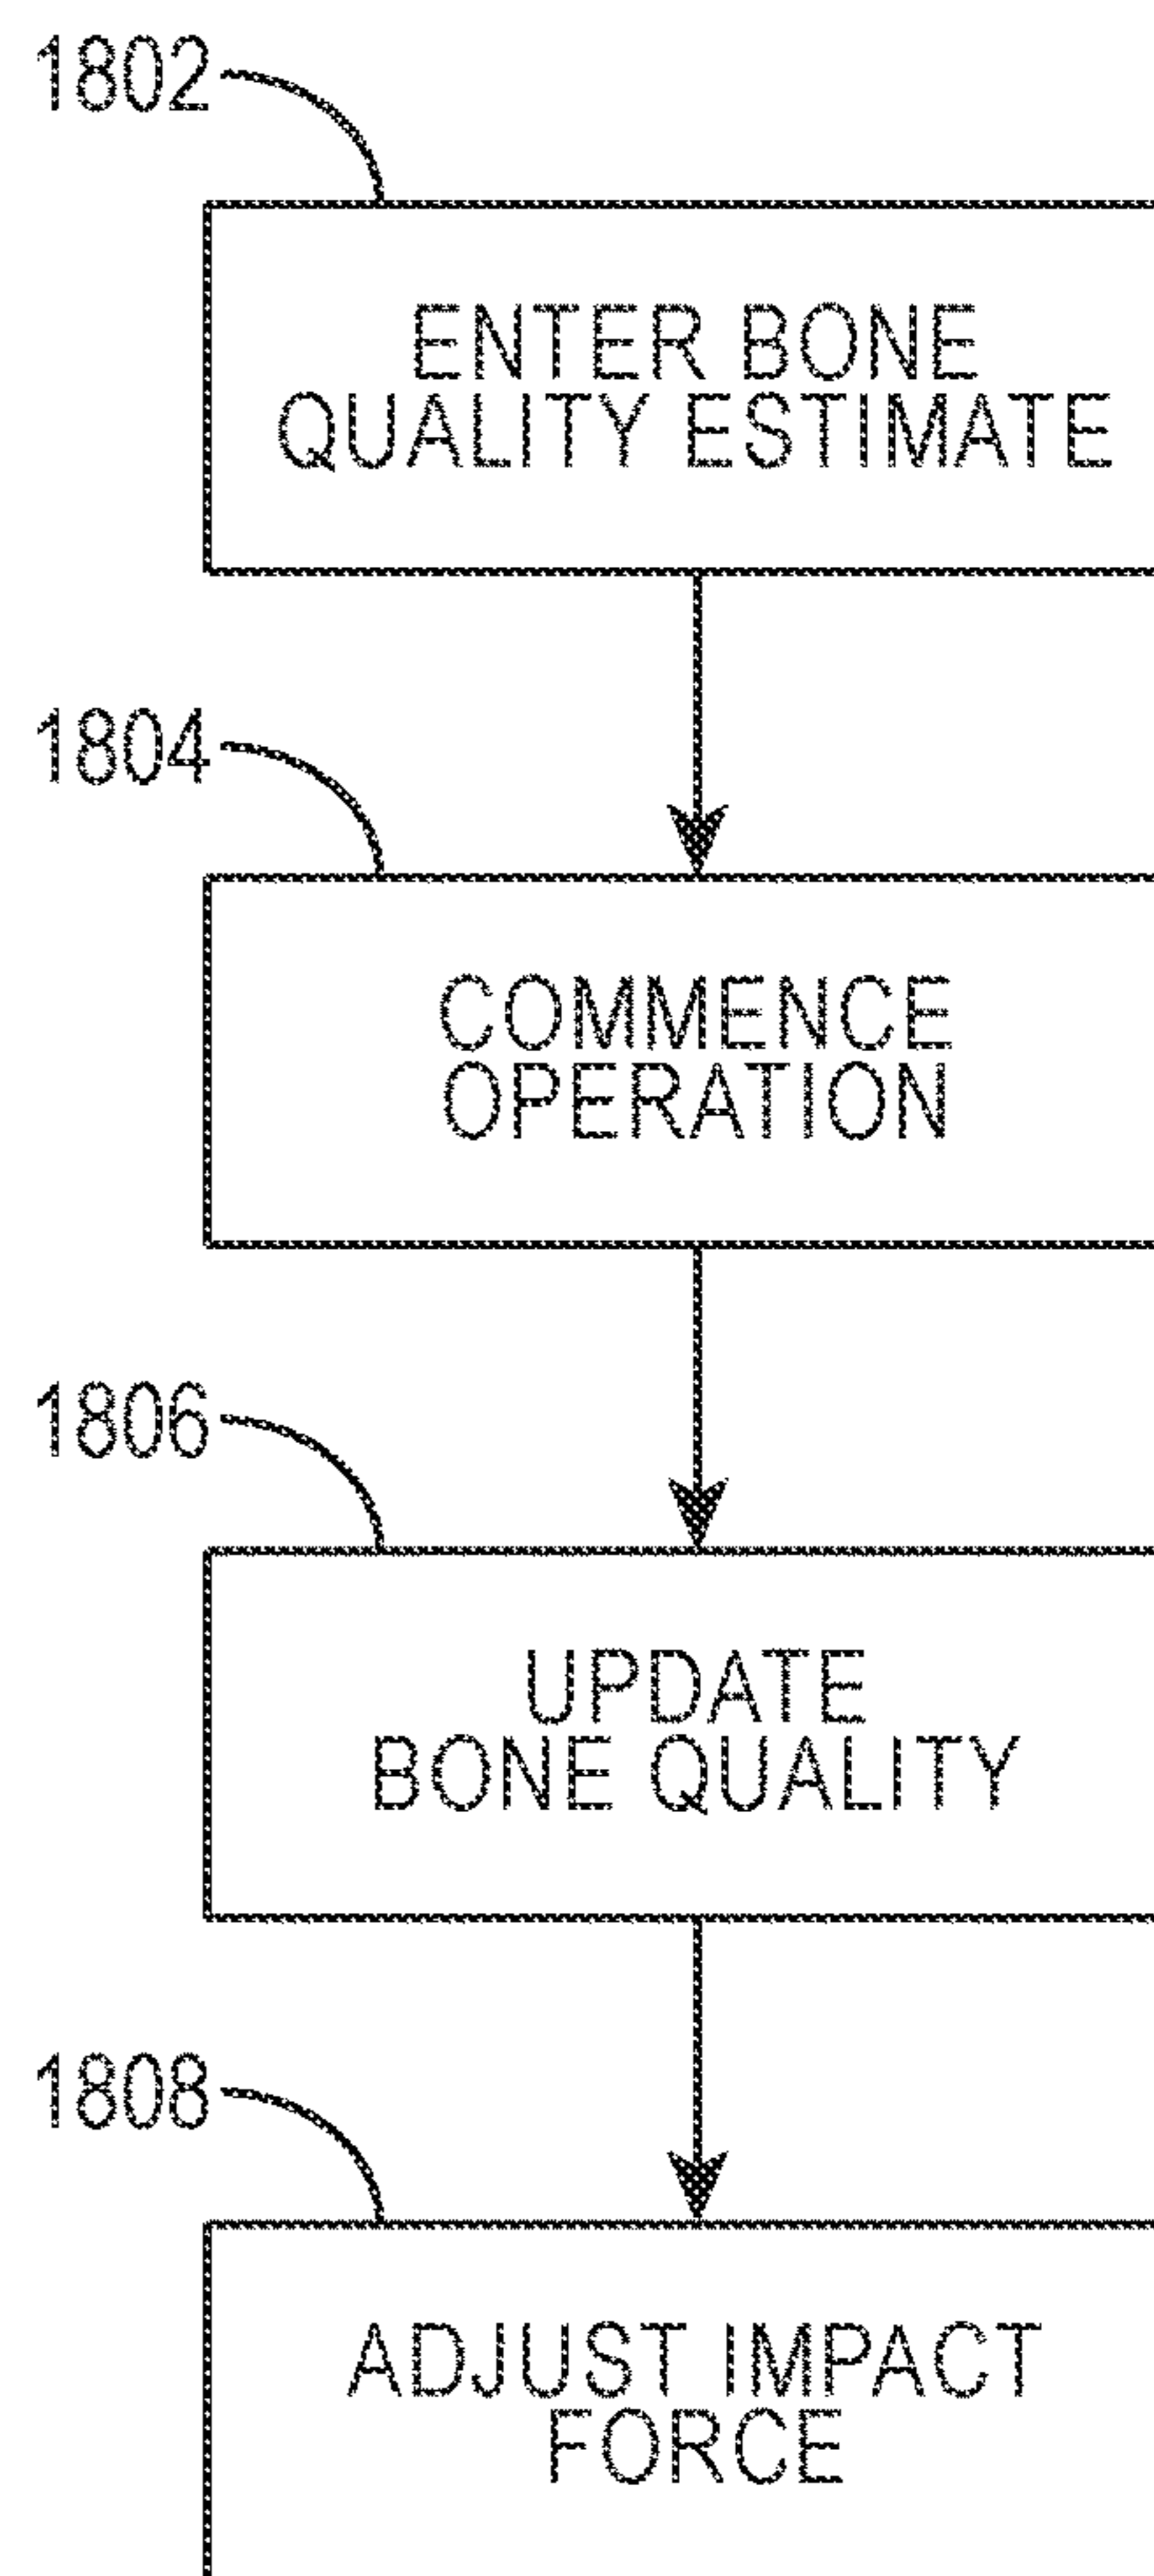 1802
ENTER BONE
QUALITY ESTIMATE
1804
COMMENCE
OPERATION
1806
UPDATE
BONE QUALITY
1808
ADJUST IMPACT
FORCE